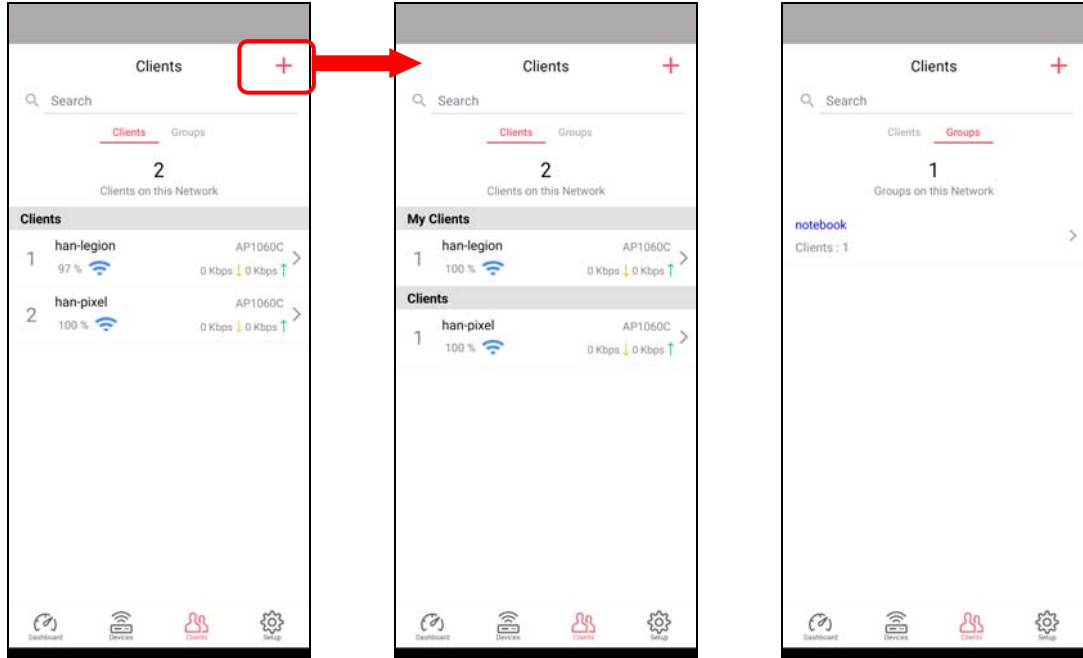 Clients
+
Search
Clients Groups
2
Clients on this Network
Clients
1 han-legion AP1060C >
97 % 0 Kbps ↓ 0 Kbps ↑
2 han-pixel AP1060C >
100 % 0 Kbps ↓ 0 Kbps ↑
Dashboard Devices Clients Setup
Clients
+
Search
Clients Groups
2
Clients on this Network
My Clients
1 han-legion AP1060C >
100 % 0 Kbps ↓ 0 Kbps ↑
Clients
1 han-pixel AP1060C >
100 % 0 Kbps ↓ 0 Kbps ↑
Dashboard Devices Clients Setup
Clients
+
Search
Clients Groups
1
Groups on this Network
notebook
Clients : 1 >
Dashboard Devices Clients Setup